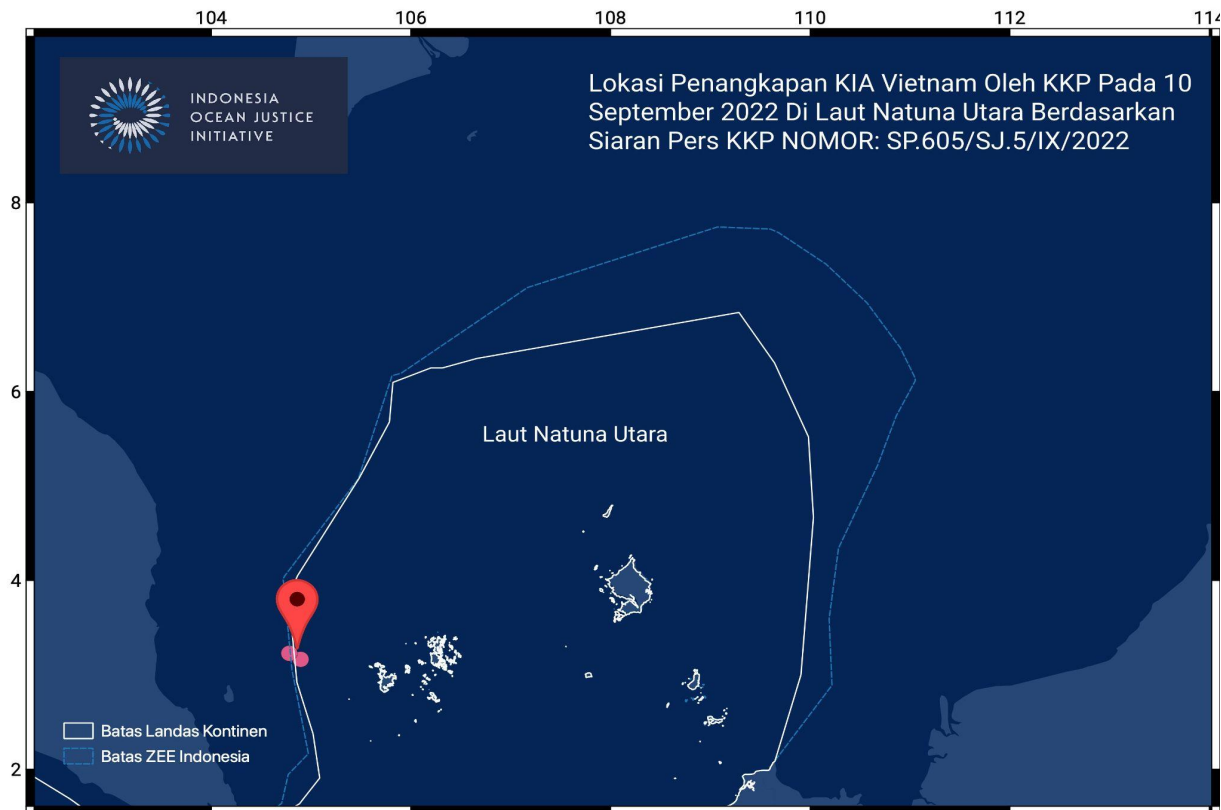 104 106 108 110 112 114
INDONESIA
OCEAN JUSTICE
INITIATIVE
Lokasi Penangkapan KIA Vietnam Oleh KKP Pada 10
September 2022 Di Laut Natuna Utara Berdasarkan
Siaran Pers KKP NOMOR: SP.605/SJ.5/IX/2022
8
6
Laut Natuna Utara
4
Batas Landas Kontinen
Batas ZEE Indonesia
2